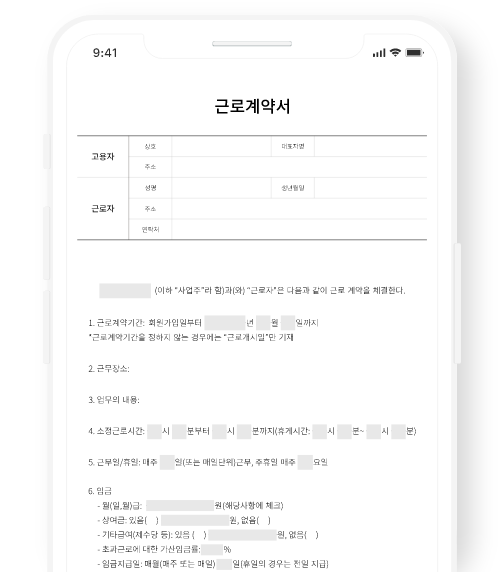 9:41
근로계약서
고용자 상호 대표자명
주소
근로자 성명 생년월일
주소
연락처
(이하 "사업주"라 함)과(와) "근로자"은 다음과 같이 근로 계약을 체결한다.
1. 근로계약기간: 회원가입일부터 년 월 일까지
*근로계약기간을 정하지 않는 경우에는 "근로개시일"만 기재
2. 근무장소:
3. 업무의 내용:
4. 소정근로시간: 시 분부터 시 분까지(휴게시간: 시 분~ 시 분)
5. 근무일/휴일: 매주 일(또는 매일단위)근무, 주휴일 매주 요일
6. 임금
- 월(일,월)급: 원(해당사항에 체크)
- 상여금: 있음( ) 원, 없음( )
- 기타급여(제수당 등): 있음 ( ) 원, 없음( )
- 초과근로에 대한 가산임금률: %
- 임금지급일: 매월(매주 또는 매일) 일(휴일의 경우는 전일 지급)